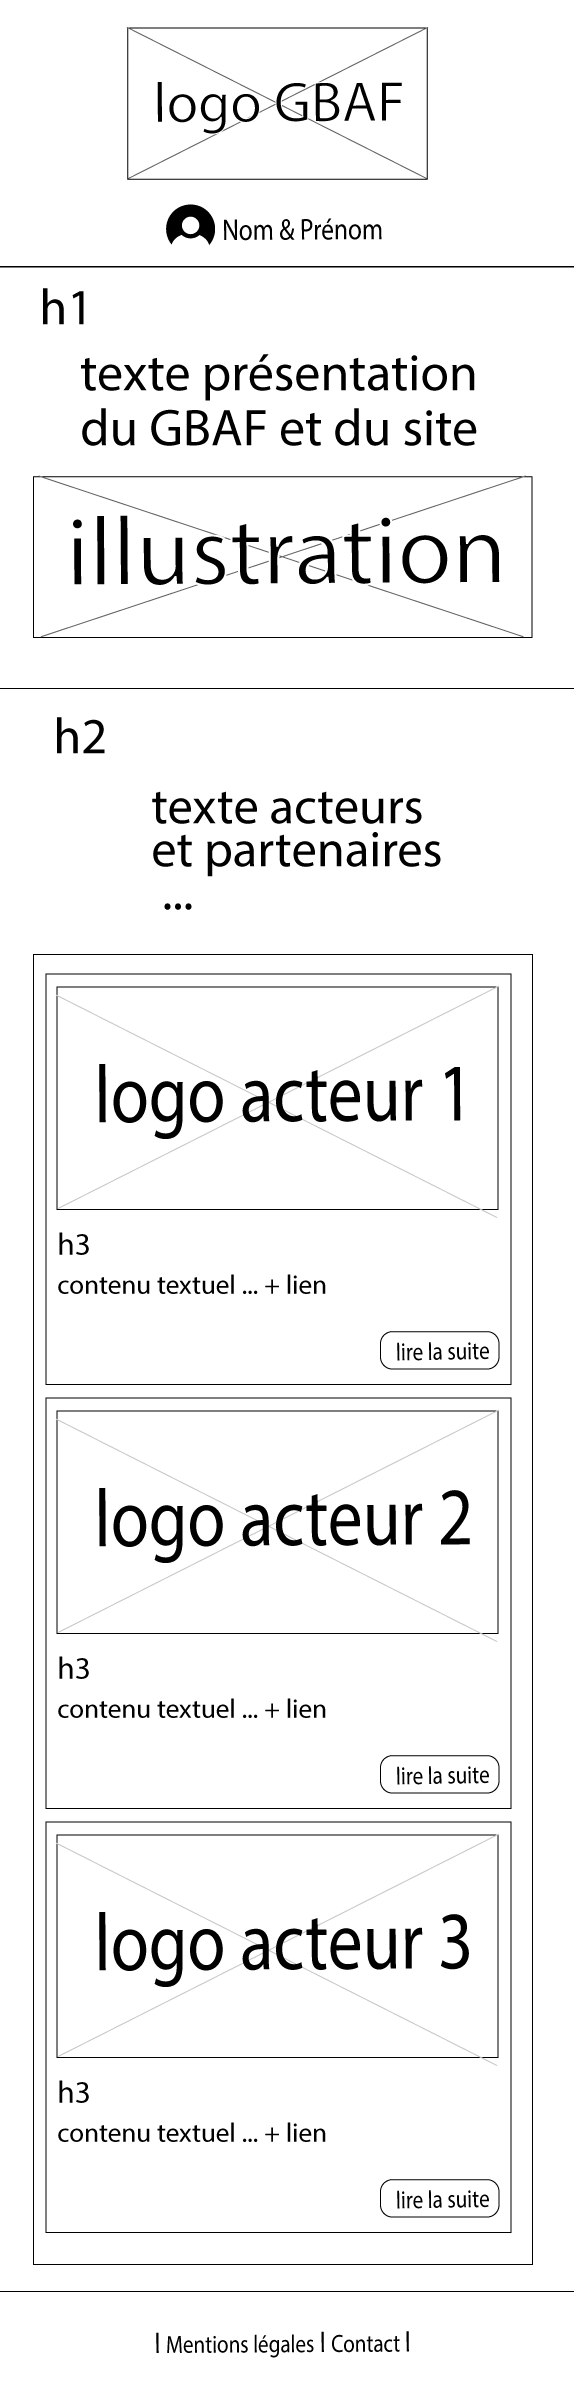 logo GBAF
Nom & Prénom
h1
texte présentation
du GBAF et du site
illustration
h2
texte acteurs
et partenaires
...
logo acteur 1
h3
contenu textuel ... + lien
lire la suite
logo acteur 2
h3
contenu textuel ... + lien
lire la suite
logo acteur 3
h3
contenu textuel ... + lien
lire la suite
| Mentions légales | Contact |